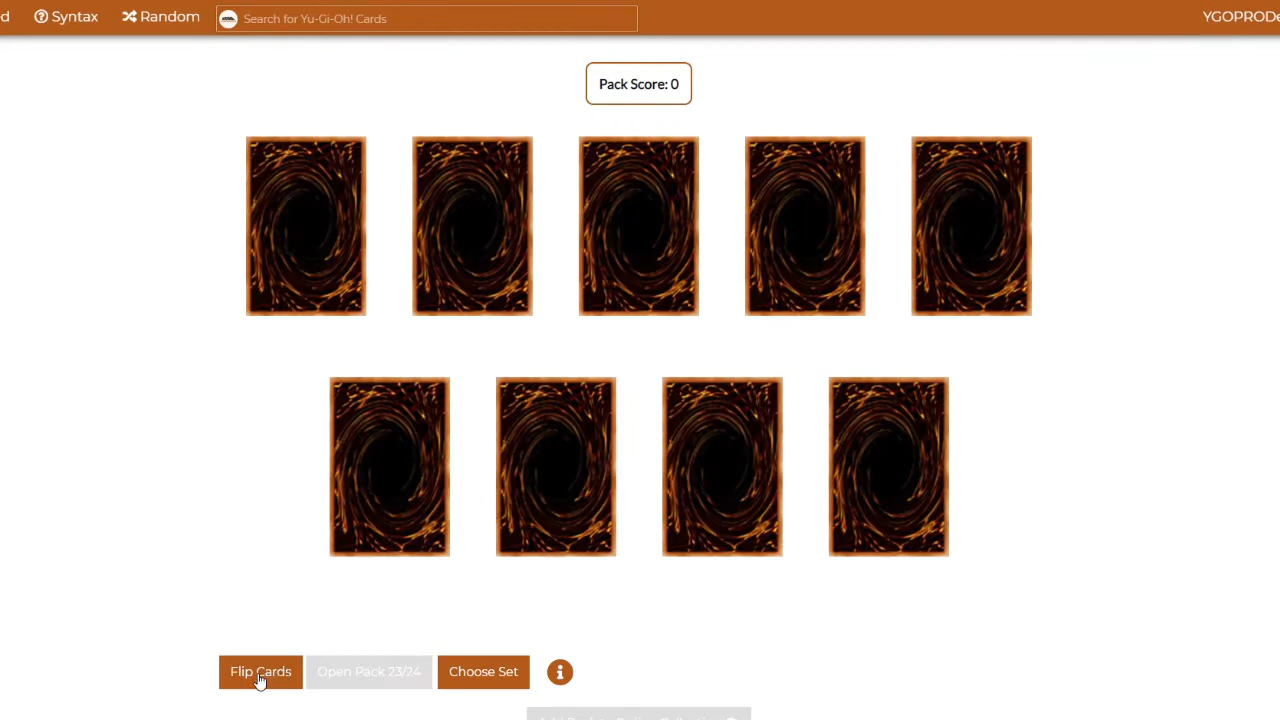 d
Syntax
Random
Search for Yu-Gi-Oh! Cards
YGOPRODe
Pack Score: 0
Flip Cards
Open Pack 23/24
Choose Set